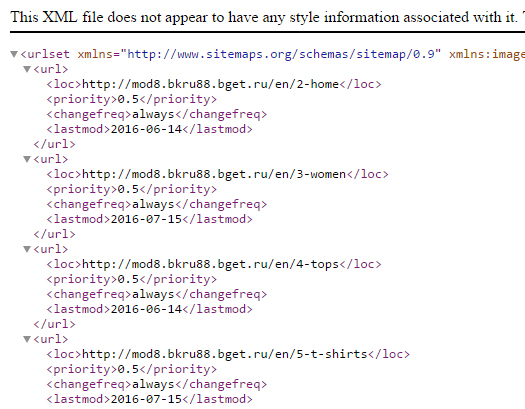 This XML file does not appear to have any style information associated with it.
▼<urlset xmlns="http://www.sitemaps.org/schemas/sitemap/0.9" xmlns:image
▼<url>
<loc>http://mod8.bkru88.bget.ru/en/2-home</loc>
<priority>0.5</priority>
<changefreq>always</changefreq>
<lastmod>2016-06-14</lastmod>
</url>
▼<url>
<loc>http://mod8.bkru88.bget.ru/en/3-women</loc>
<priority>0.5</priority>
<changefreq>always</changefreq>
<lastmod>2016-07-15</lastmod>
</url>
▼<url>
<loc>http://mod8.bkru88.bget.ru/en/4-tops</loc>
<priority>0.5</priority>
<changefreq>always</changefreq>
<lastmod>2016-06-14</lastmod>
</url>
▼<url>
<loc>http://mod8.bkru88.bget.ru/en/5-t-shirts</loc>
<priority>0.5</priority>
<changefreq>always</changefreq>
<lastmod>2016-07-15</lastmod>